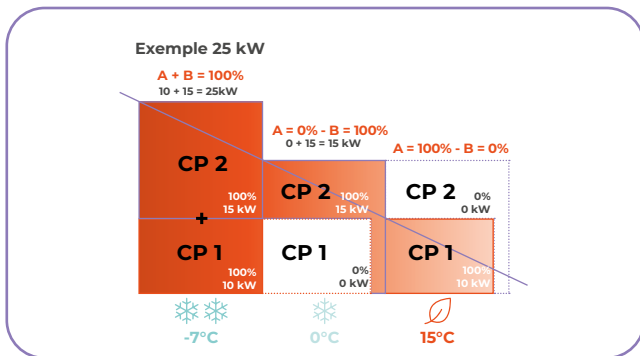 Exemple 25 kW
A + B = 100%
10 + 15 = 25kW
A = 0% - B = 100%
0 + 15 = 15 kW
A = 100% - B = 0%
CP 2
100%
15 kW
CP 2
100%
15 kW
CP 2
0%
0 kW
+
CP 1
100%
10 kW
CP 1
0%
0 kW
CP 1
100%
10 kW
-7°C
0°C
15°C